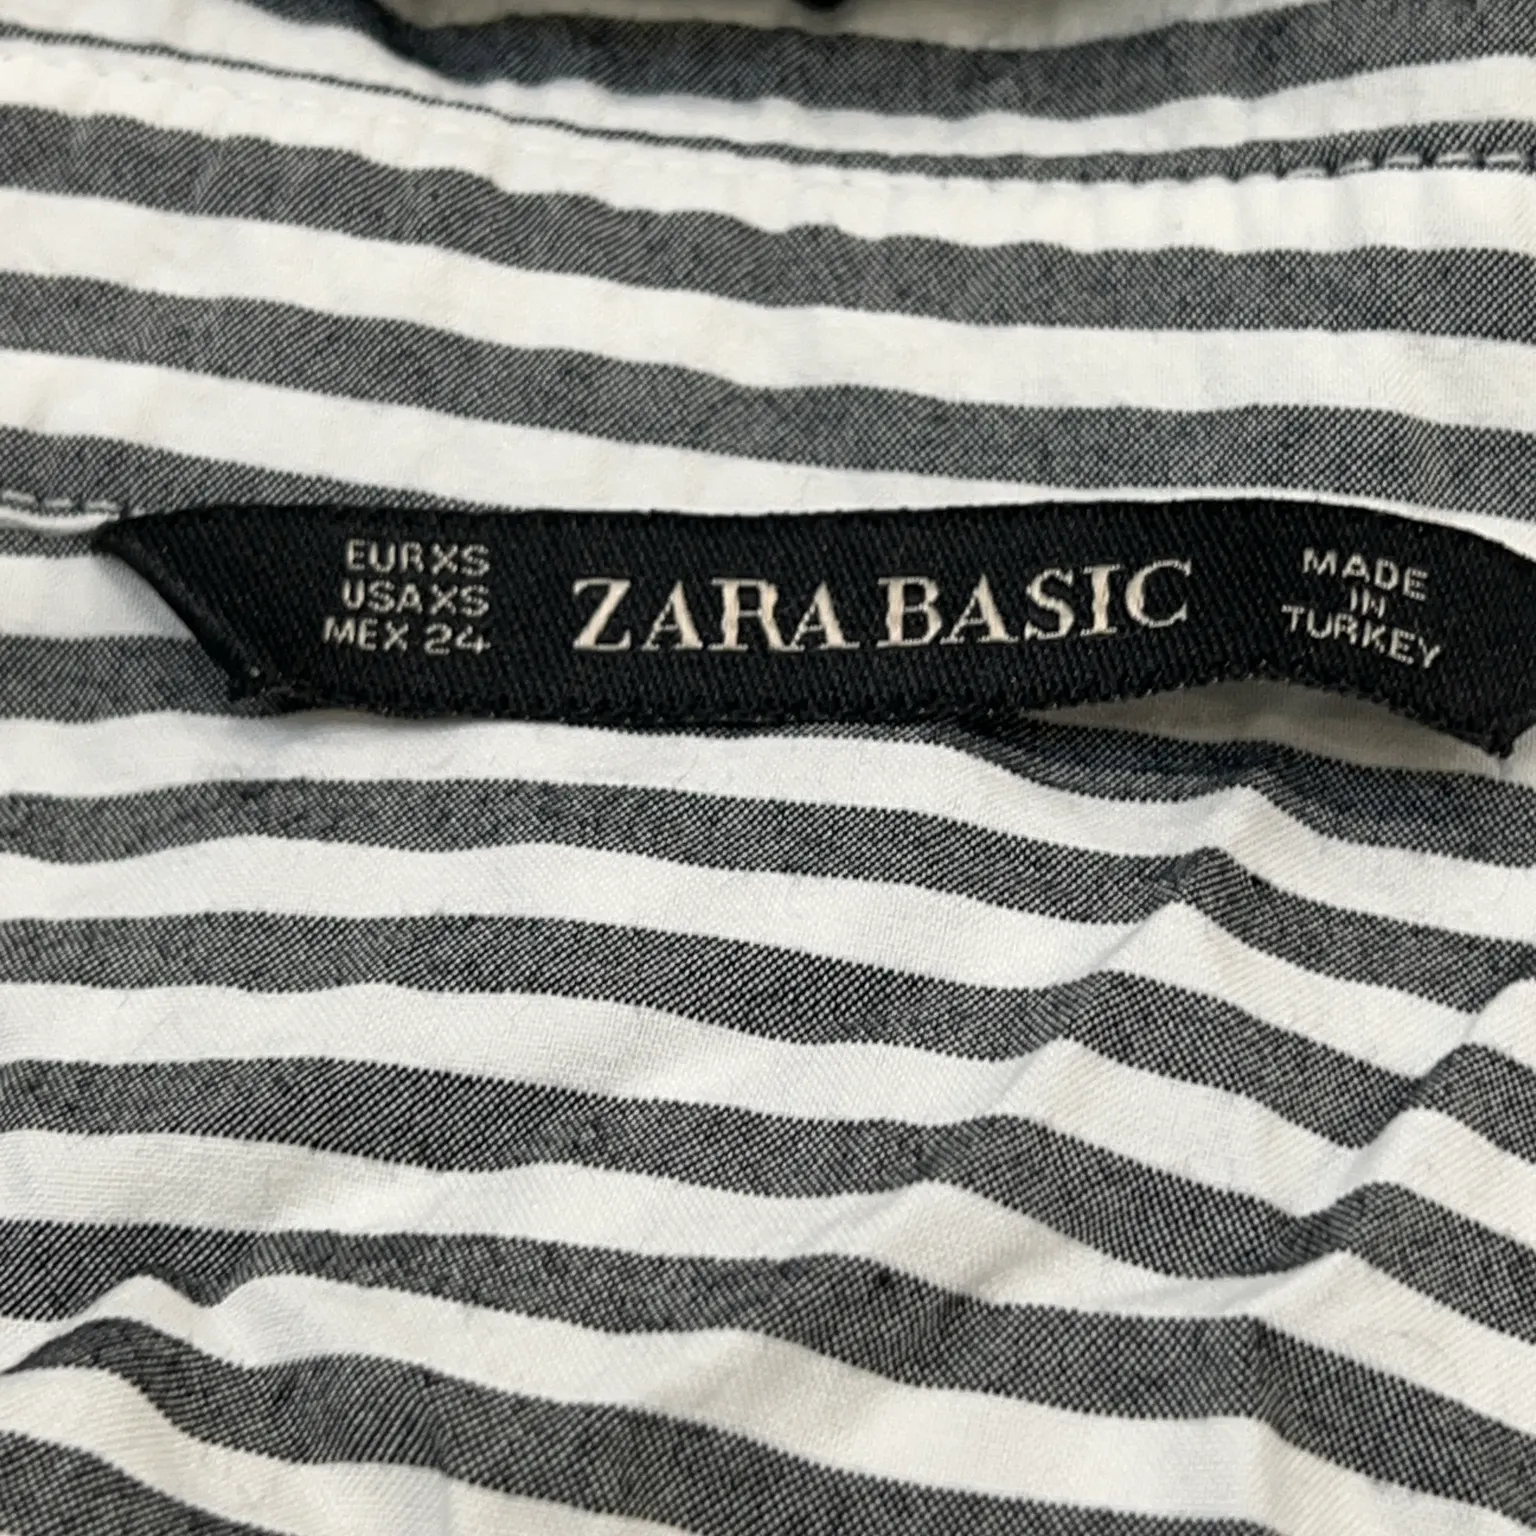 EUR XS
USA XS
MEX 24
ZARA BASIC
MADE
IN
TURKEY